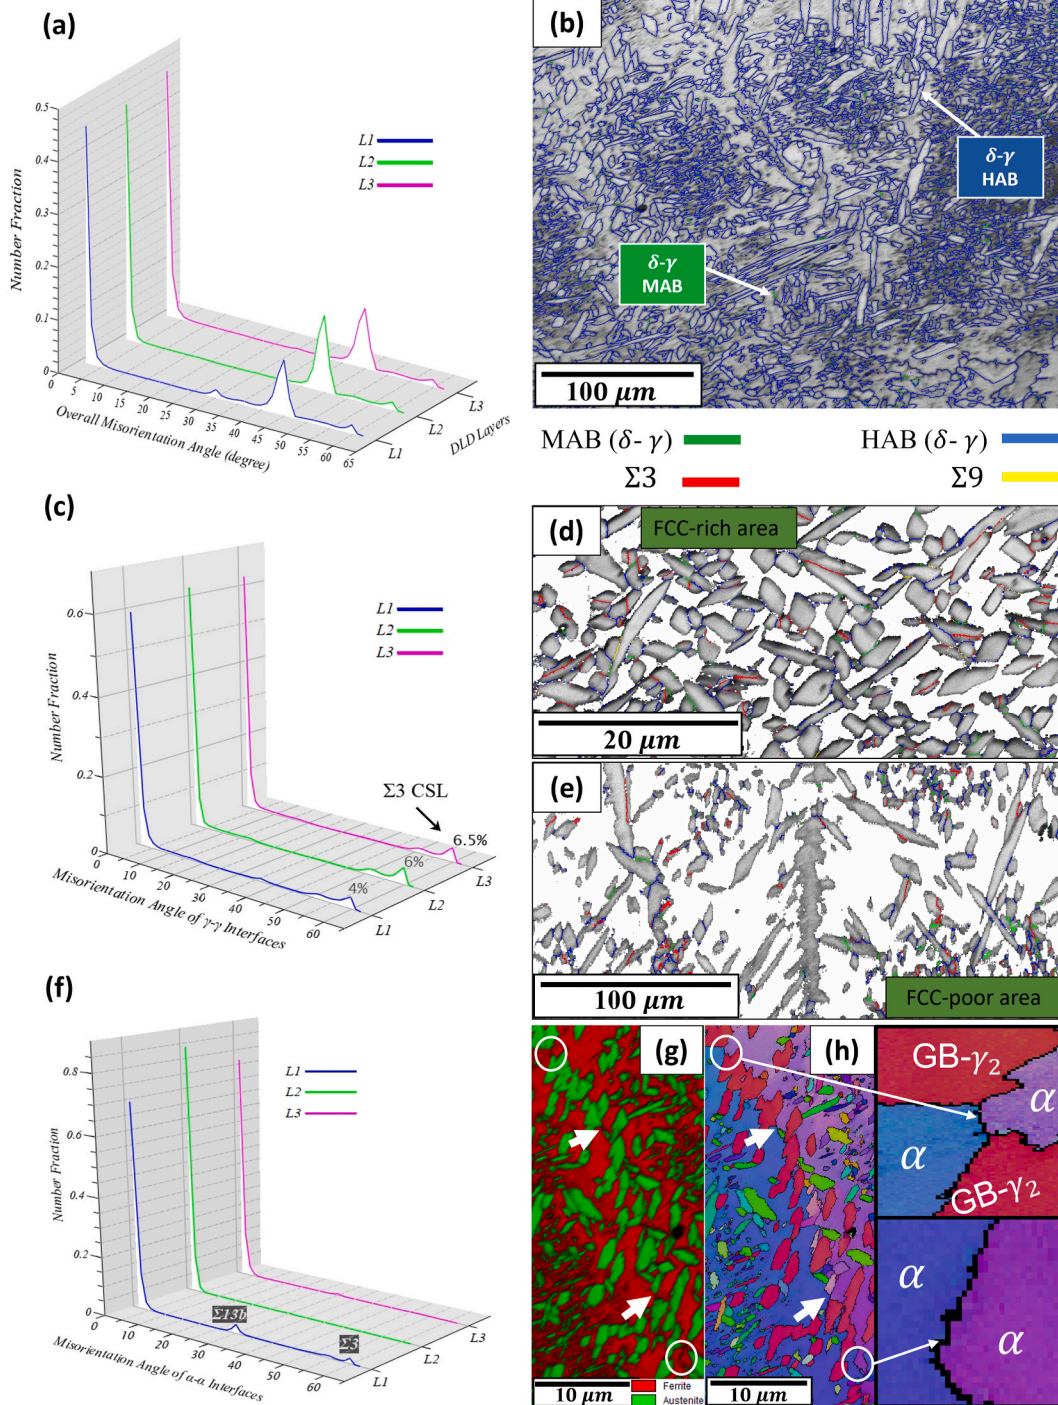 (a)
0.5
0.4
0.3
0.2
0.1
0
Number Fraction
L1
L2
L3
0
5
10
15
20
25
30
35
40
45
50
55
60
65
Overall Misorientation Angle (degree)
L1
L2
L3
DLD Layers
(b)
δ-γ
HAB
δ-γ
MAB
100 μm
MAB (δ- γ)
HAB (δ- γ)
Σ3
Σ9
(c)
0.6
0.4
0.2
0
Number Fraction
L1
L2
L3
Σ3 CSL
6.5%
6%
4%
0
10
20
30
40
50
60
Misorientation Angle of γ-γ Interfaces
L1
L2
L3
(d)
FCC-rich area
20 μm
(e)
100 μm
FCC-poor area
(f)
0.8
0.6
0.4
0.2
0
Number Fraction
L1
L2
L3
Σ13b
Σ3
0
10
20
30
40
50
60
Misorientation Angle of α-α Interfaces
L1
L2
L3
(g)
10 μm
Ferrite
Austenite
(h)
10 μm
GB-γ2
α
α
GB-γ2
α
α